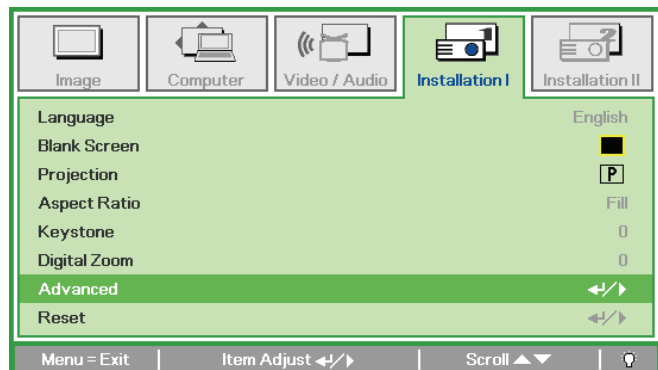 Image Computer Video / Audio Installation I Installation II
Language English
Blank Screen
Projection P
Aspect Ratio Fill
Keystone 0
Digital Zoom 0
Advanced
Reset
Menu = Exit Item Adjust Scroll